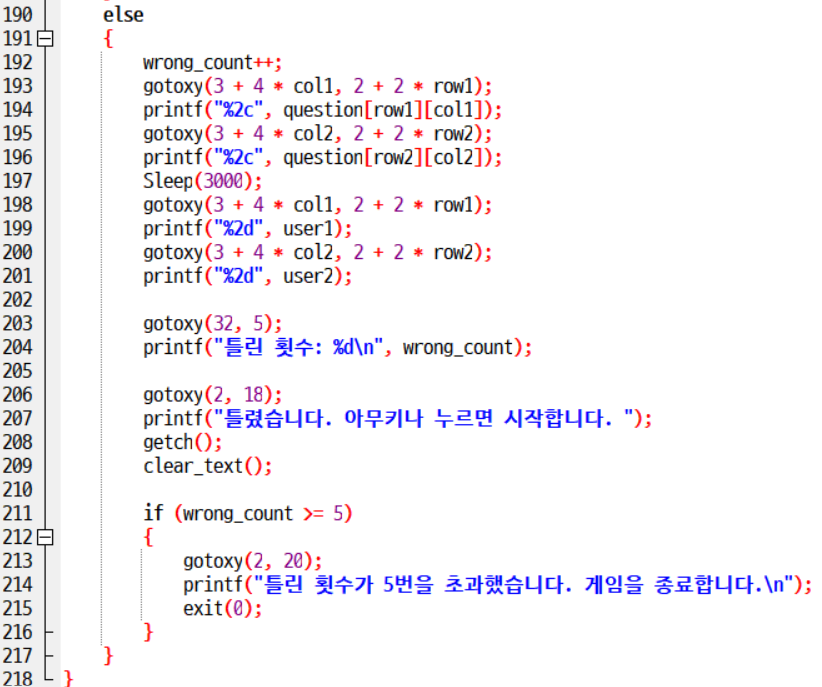 190 else
191 {
192 wrong_count++;
193 gotoxy(3 + 4 * col1, 2 + 2 * row1);
194 printf("%2c", question[row1][col1]);
195 gotoxy(3 + 4 * col2, 2 + 2 * row2);
196 printf("%2c", question[row2][col2]);
197 Sleep(3000);
198 gotoxy(3 + 4 * col1, 2 + 2 * row1);
199 printf("%2d", user1);
200 gotoxy(3 + 4 * col2, 2 + 2 * row2);
201 printf("%2d", user2);
202
203 gotoxy(32, 5);
204 printf("틀린 횟수: %d\n", wrong_count);
205
206 gotoxy(2, 18);
207 printf("틀렸습니다. 아무키나 누르면 시작합니다. ");
208 getch();
209 clear_text();
210
211 if (wrong_count >= 5)
212 {
213 gotoxy(2, 20);
214 printf("틀린 횟수가 5번을 초과했습니다. 게임을 종료합니다.\n");
215 exit(0);
216 }
217 }
218 }